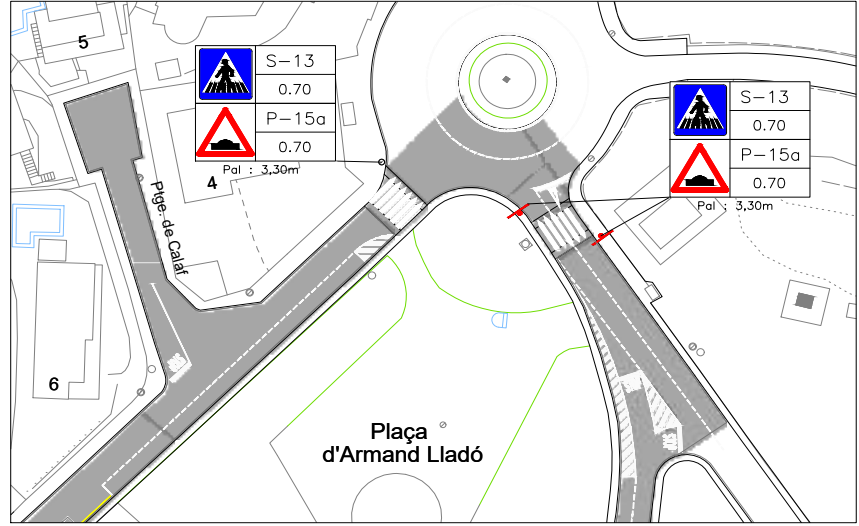 5
S-13
0.70
P-15a
0.70
Pal : 3,30m
4
Ptge. de Calaf
S-13
0.70
P-15a
0.70
Pal : 3,30m
6
Plaça
d'Armand Lladó